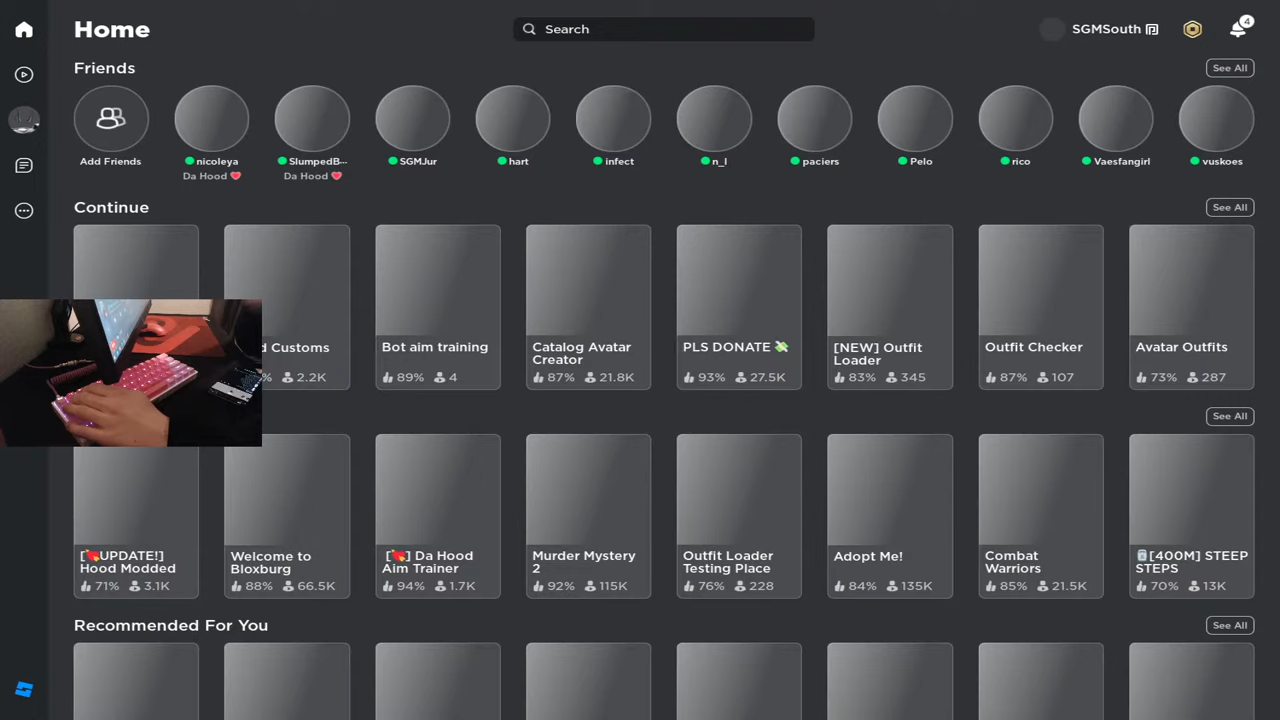 Home
Search
SGMSouth
4
Friends
See All
Add Friends
nicoleya
SlumpedB...
SGMJur
hart
infect
n_l
paciers
Pelo
rico
Vaesfangirl
vuskoes
Da Hood ❤️
Da Hood ❤️
Continue
See All
Customs
2.2K
Bot aim training
89% 4
Catalog Avatar
Creator
87% 21.8K
PLS DONATE 💸
93% 27.5K
[NEW] Outfit
Loader
83% 345
Outfit Checker
87% 107
Avatar Outfits
73% 287
See All
[💘UPDATE!]
Hood Modded
71% 3.1K
Welcome to
Bloxburg
88% 66.5K
[💘] Da Hood
Aim Trainer
94% 1.7K
Murder Mystery
2
92% 115K
Outfit Loader
Testing Place
76% 228
Adopt Me!
84% 135K
Combat
Warriors
85% 21.5K
[400M] STEEP
STEPS
70% 13K
Recommended For You
See All